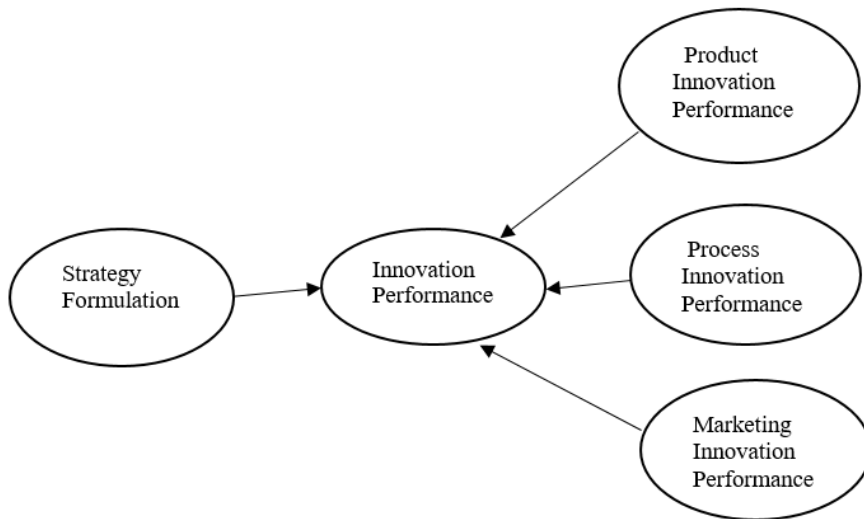 Product
Innovation
Performance
Strategy
Formulation
Innovation
Performance
Process
Innovation
Performance
Marketing
Innovation
Performance